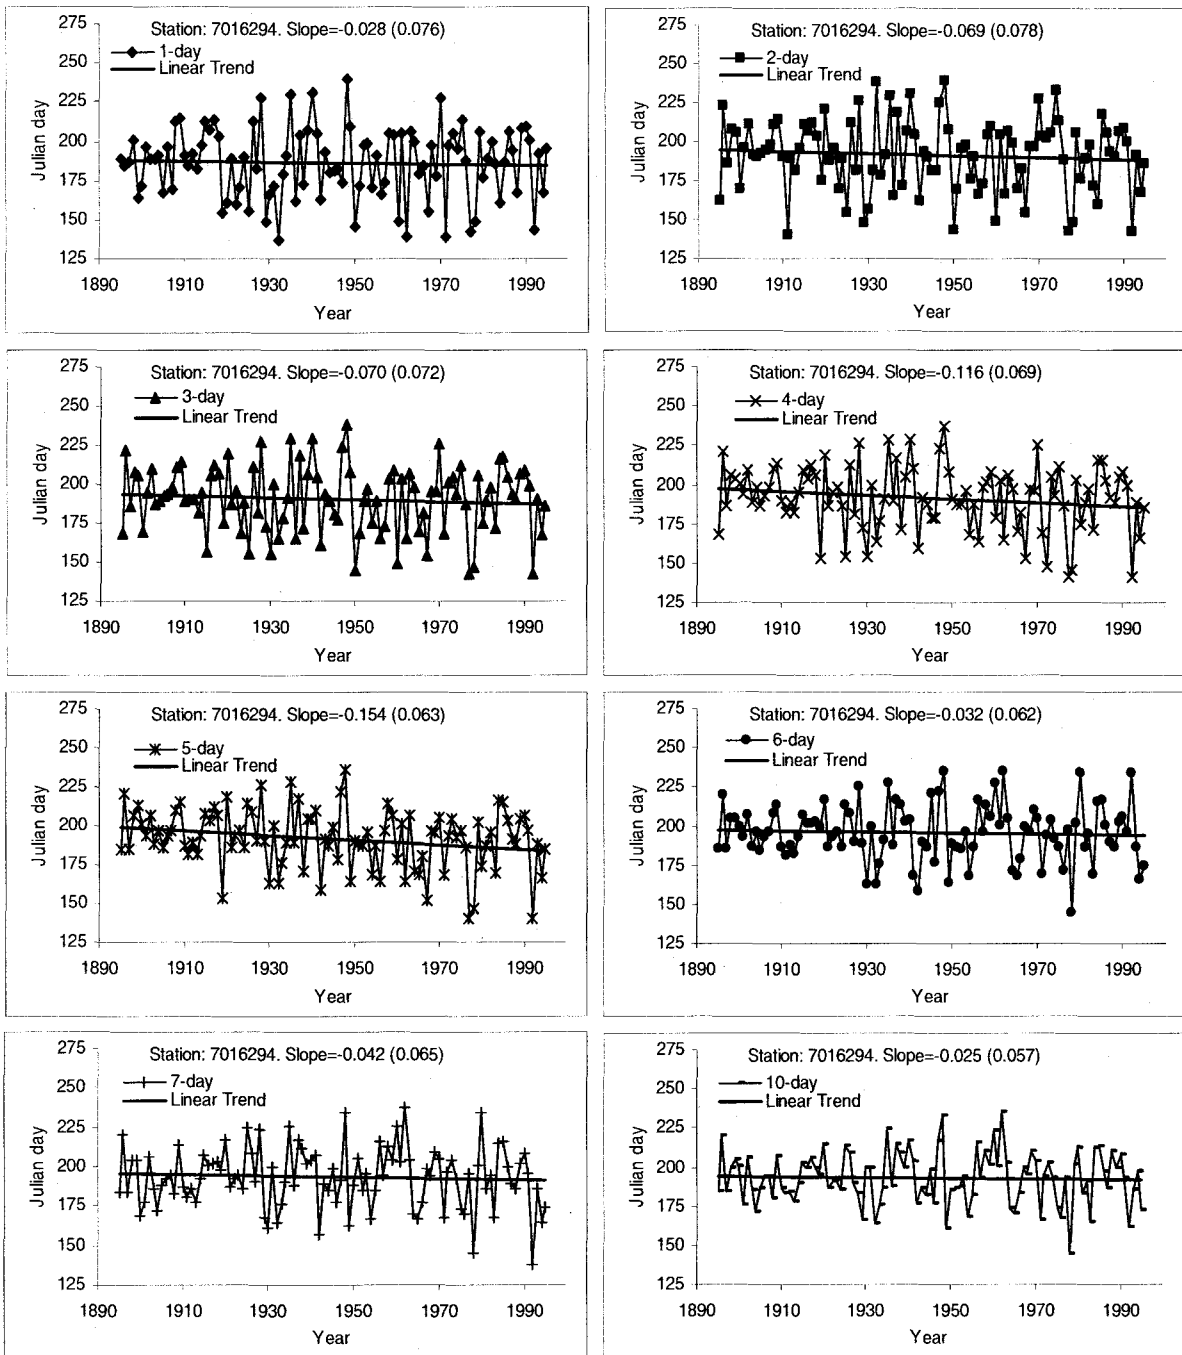 Station: 7016294. Slope=-0.028 (0.076)
1-day
Linear Trend
Julian day
275
250
225
200
175
150
125
1890 1910 1930 1950 1970 1990
Year
Station: 7016294. Slope=-0.069 (0.078)
2-day
Linear Trend
Julian day
275
250
225
200
175
150
125
1890 1910 1930 1950 1970 1990
Year
Station: 7016294. Slope=-0.070 (0.072)
3-day
Linear Trend
Julian day
275
250
225
200
175
150
125
1890 1910 1930 1950 1970 1990
Year
Station: 7016294. Slope=-0.116 (0.069)
4-day
Linear Trend
Julian day
275
250
225
200
175
150
125
1890 1910 1930 1950 1970 1990
Year
Station: 7016294. Slope=-0.154 (0.063)
5-day
Linear Trend
Julian day
275
250
225
200
175
150
125
1890 1910 1930 1950 1970 1990
Year
Station: 7016294. Slope=-0.032 (0.062)
6-day
Linear Trend
Julian day
275
250
225
200
175
150
125
1890 1910 1930 1950 1970 1990
Year
Station: 7016294. Slope=-0.042 (0.065)
7-day
Linear Trend
Julian day
275
250
225
200
175
150
125
1890 1910 1930 1950 1970 1990
Year
Station: 7016294. Slope=-0.025 (0.057)
10-day
Linear Trend
Julian day
275
250
225
200
175
150
125
1890 1910 1930 1950 1970 1990
Year